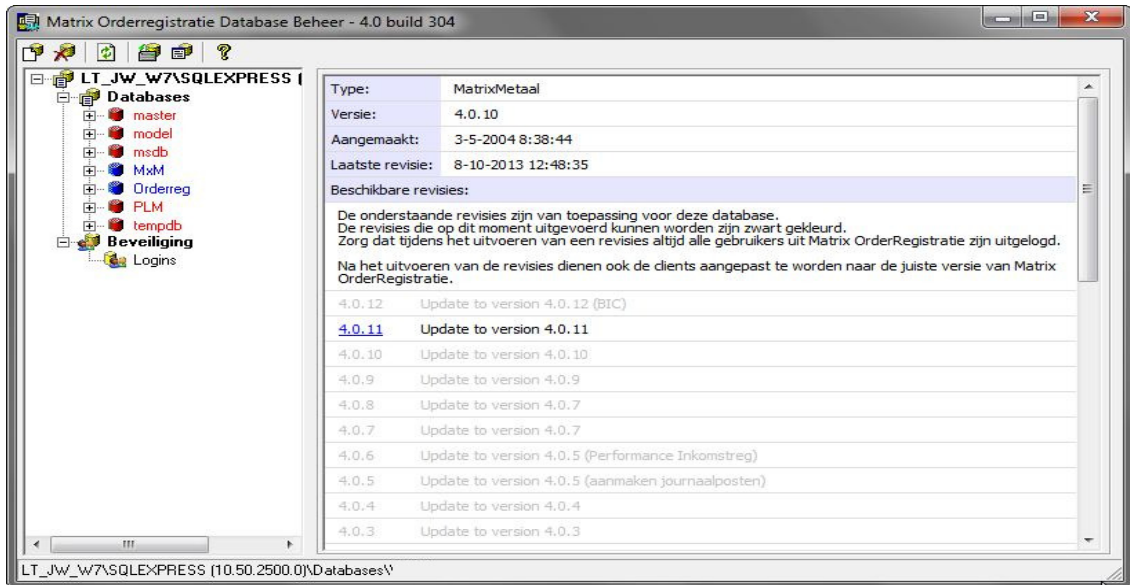 Matrix Orderregistratie Database Beheer - 4.0 build 304
LT_JW_W7\SQLEXPRESS (
Databases
master
model
msdb
MxM
Orderreg
PLM
tempdb
Beveiliging
Logins
Type: MatrixMetaal
Versie: 4.0.10
Aangemaakt: 3-5-2004 8:38:44
Laatste revisie: 8-10-2013 12:48:35
Beschikbare revisies:
De onderstaande revisies zijn van toepassing voor deze database.
De revisies die op dit moment uitgevoerd kunnen worden zijn zwart gekleurd.
Zorg dat tijdens het uitvoeren van een revisies altijd alle gebruikers uit Matrix OrderRegistratie zijn uitgelogd.
Na het uitvoeren van de revisies dienen ook de clients aangepast te worden naar de juiste versie van Matrix
OrderRegistratie.
4.0.12 Update to version 4.0.12 (BIC)
4.0.11 Update to version 4.0.11
4.0.10 Update to version 4.0.10
4.0.9 Update to version 4.0.9
4.0.8 Update to version 4.0.7
4.0.7 Update to version 4.0.7
4.0.6 Update to version 4.0.5 (Performance Inkomstreg)
4.0.5 Update to version 4.0.5 (aanmaken journaalposten)
4.0.4 Update to version 4.0.4
4.0.3 Update to version 4.0.3
LT_JW_W7\SQLEXPRESS (10.50.2500.0)\Databases\'